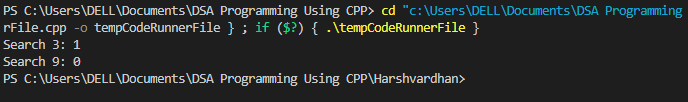 PS C:\Users\DELL\Documents\DSA Programming Using CPP> cd "c:\Users\DELL\Documents\DSA Programming
rFile.cpp -o tempCodeRunnerFile } ; if ($?) { .\tempCodeRunnerFile }
Search 3: 1
Search 9: 0
PS C:\Users\DELL\Documents\DSA Programming Using CPP\Harshvardhan>